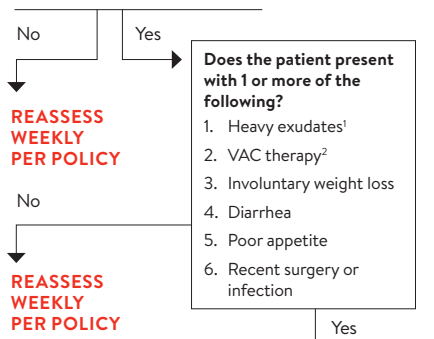 No
Yes
REASSESS
WEEKLY
PER POLICY
Does the patient present
with 1 or more of the
following?
1. Heavy exudates¹
2. VAC therapy²
3. Involuntary weight loss
4. Diarrhea
5. Poor appetite
6. Recent surgery or
infection
No
REASSESS
WEEKLY
PER POLICY
Yes